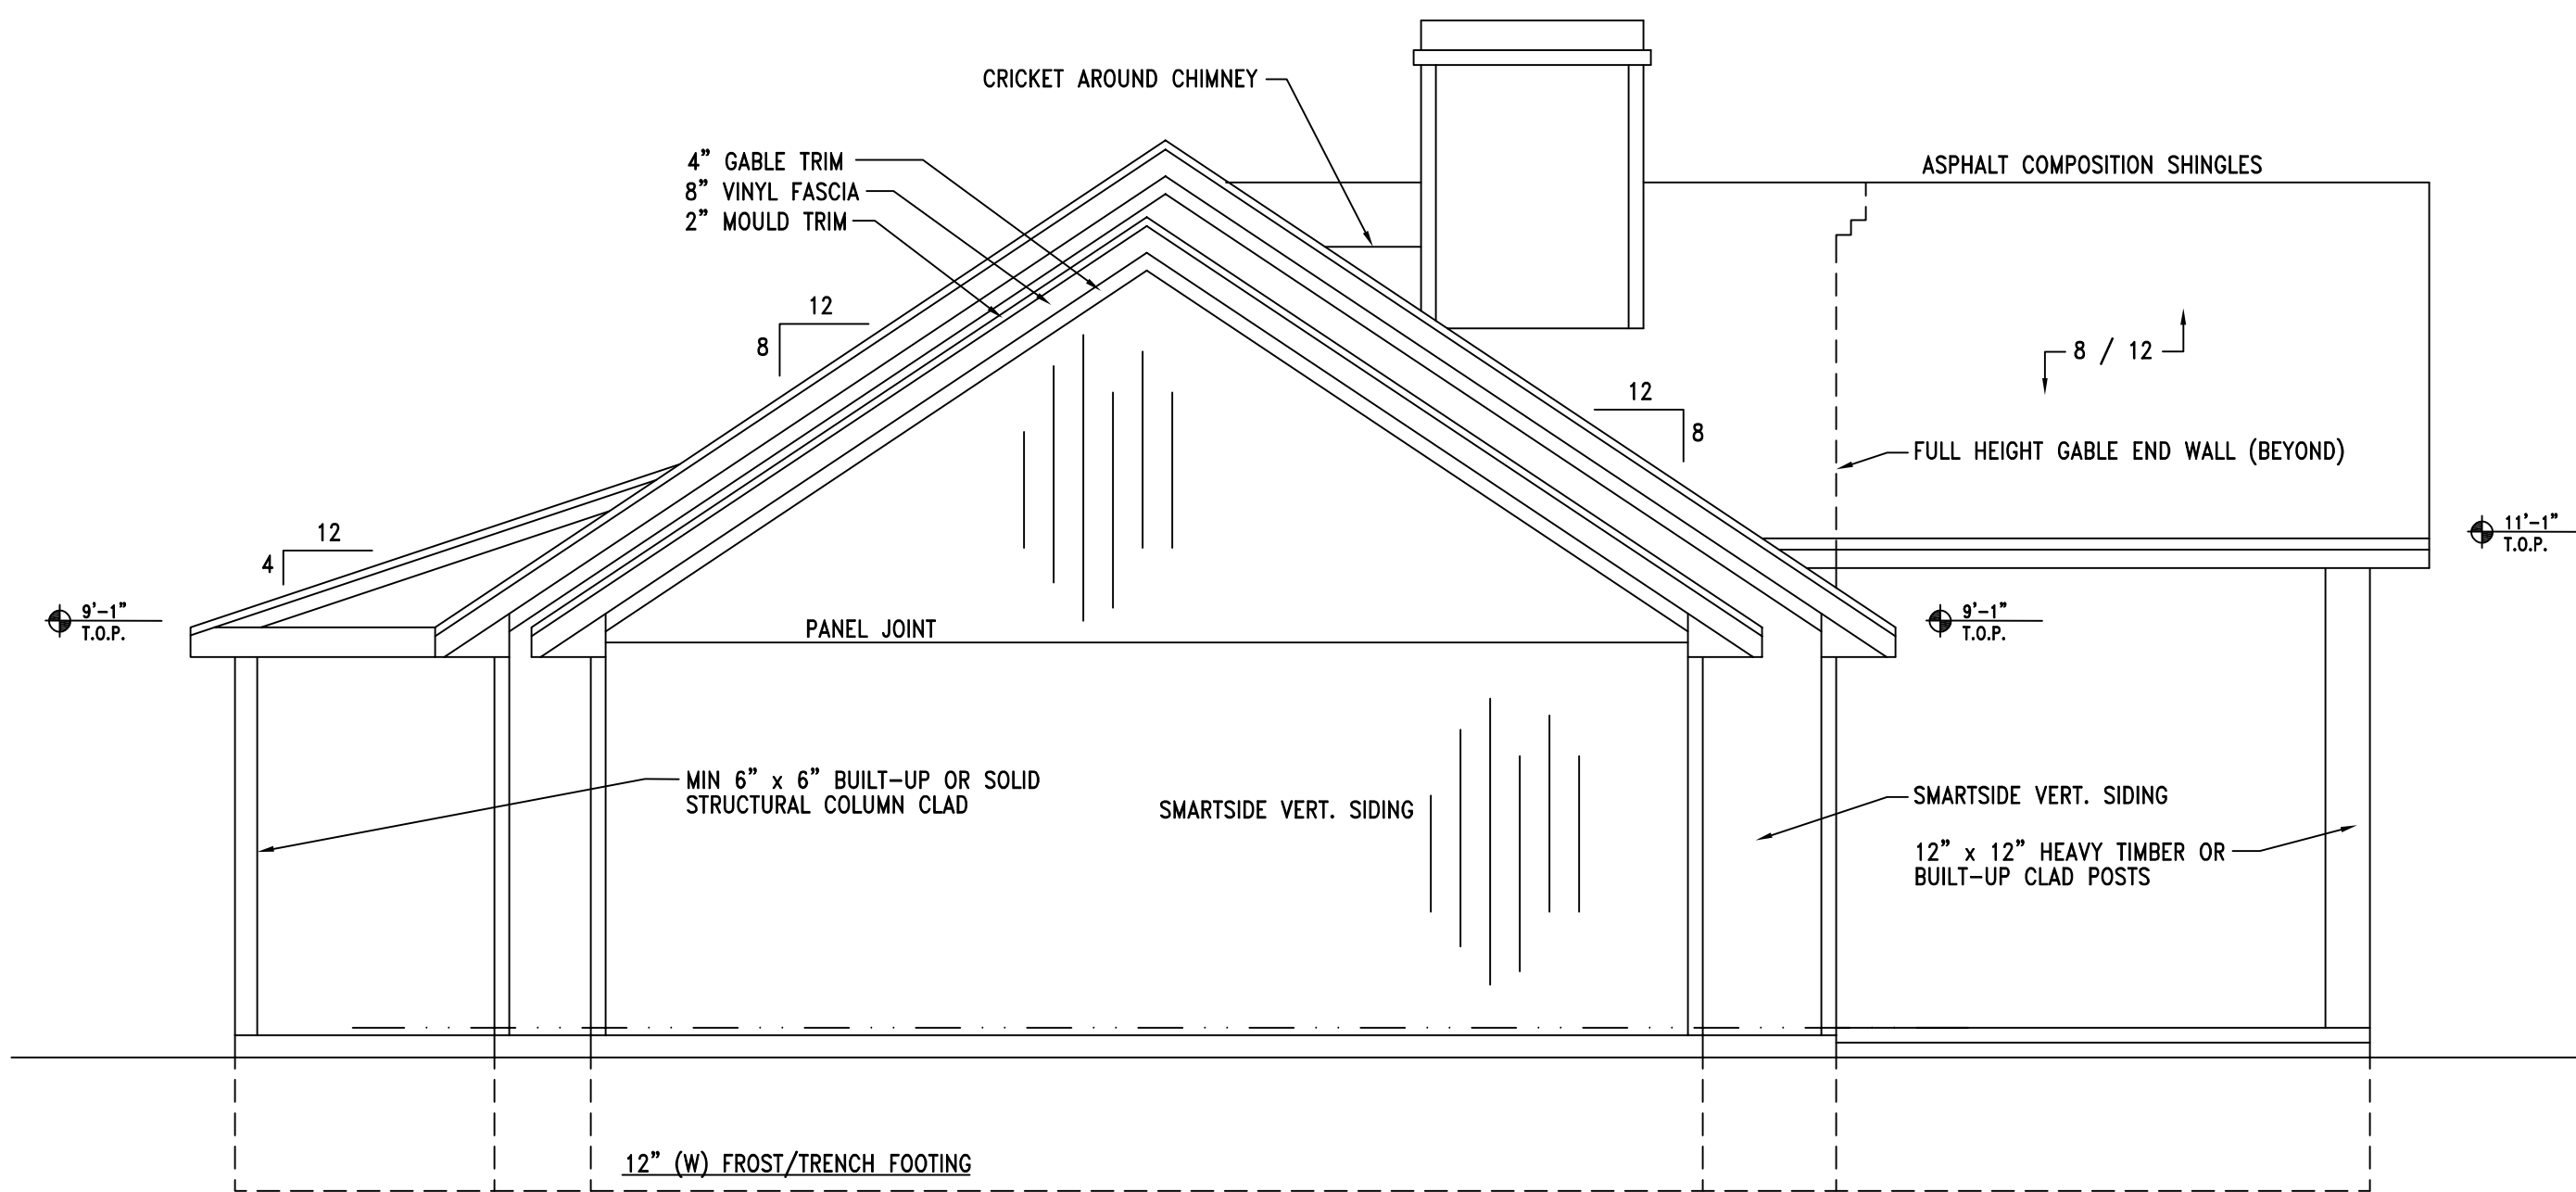 CRICKET AROUND CHIMNEY
4” GABLE TRIM
8” VINYL FASCIA
2” MOULD TRIM
ASPHALT COMPOSITION SHINGLES
12
8
8 / 12
12
8
FULL HEIGHT GABLE END WALL (BEYOND)
12
4
11’-1”
T.O.P.
9’-1”
T.O.P.
PANEL JOINT
9’-1”
T.O.P.
MIN 6” x 6” BUILT-UP OR SOLID
STRUCTURAL COLUMN CLAD
SMARTSIDE VERT. SIDING
SMARTSIDE VERT. SIDING
12” x 12” HEAVY TIMBER OR
BUILT-UP CLAD POSTS
12” (W) FROST/TRENCH FOOTING